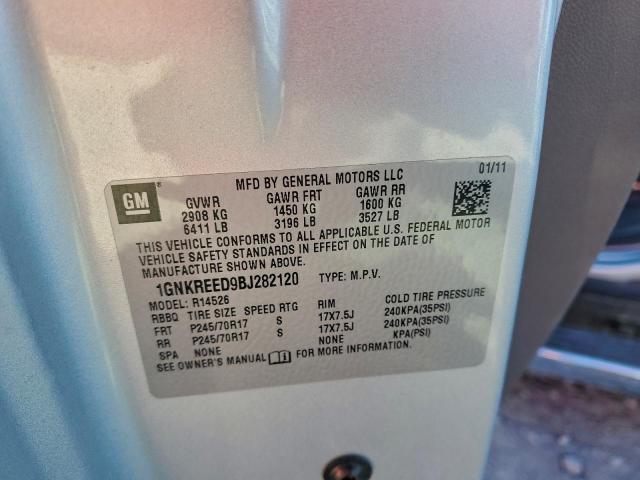 MFD BY GENERAL MOTORS LLC 01/11
GM® GVWR GAWR FRT GAWR RR
2908 KG 1450 KG 1600 KG
6411 LB 3196 LB 3527 LB
THIS VEHICLE CONFORMS TO ALL APPLICABLE U.S. FEDERAL MOTOR
VEHICLE SAFETY STANDARDS IN EFFECT ON THE DATE OF
MANUFACTURE SHOWN ABOVE.
1GNKREED9BJ282120 TYPE: M.P.V.
MODEL: R14526
RBBQ TIRE SIZE SPEED RTG RIM COLD TIRE PRESSURE
FRT P245/70R17 S 17X7.5J 240KPA(35PSI)
RR P245/70R17 S 17X7.5J 240KPA(35PSI)
SPA NONE NONE KPA(PSI)
SEE OWNER'S MANUAL i FOR MORE INFORMATION.